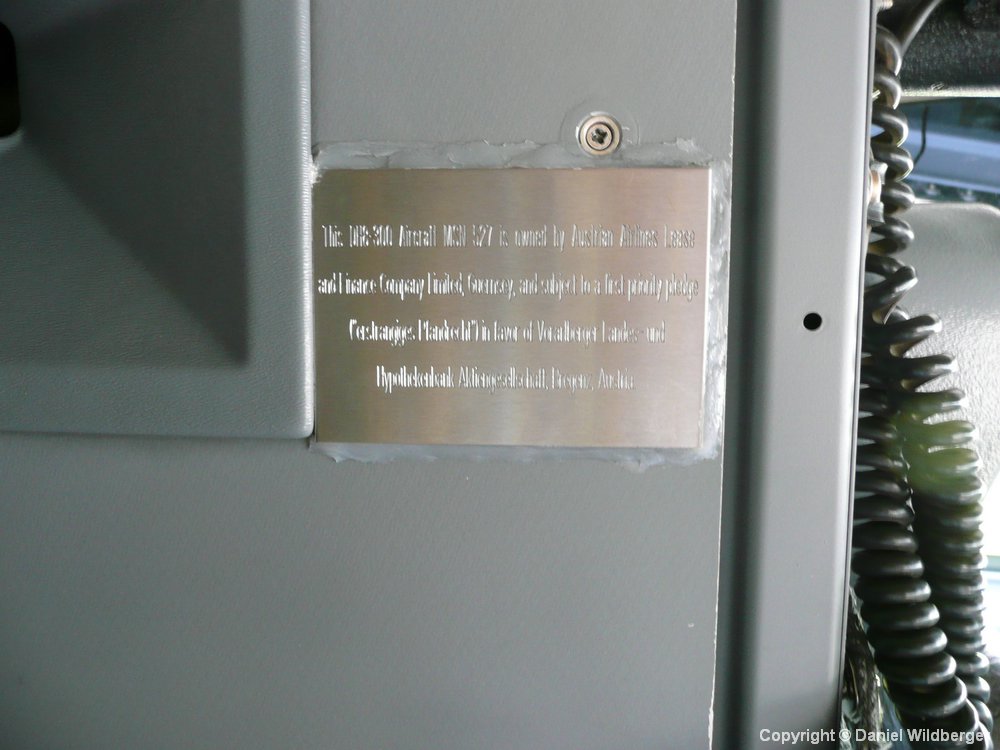 This DH8-300 Aircraft MSN 527 is owned by Austrian Airlines Lease
and Finance Company Limited, Guernsey, and subject to a first priority pledge
("erstrangiges Pfandrecht") in favor of Vorarlberger Landes- und
Hypothekenbank Aktiengesellschaft, Bregenz, Austria.
Copyright © Daniel Wildberger